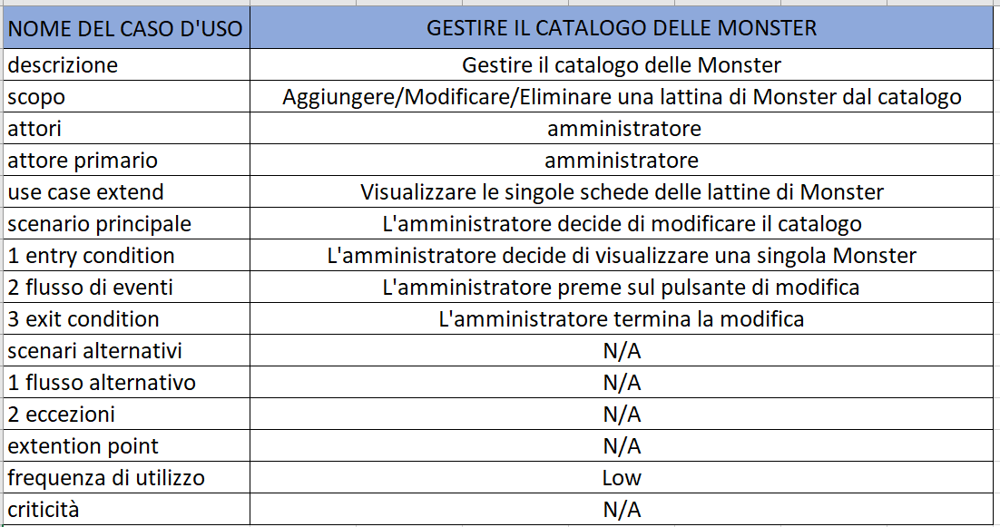 NOME DEL CASO D'USO GESTIRE IL CATALOGO DELLE MONSTER
descrizione Gestire il catalogo delle Monster
scopo Aggiungere/Modificare/Eliminare una lattina di Monster dal catalogo
attori amministratore
attore primario amministratore
use case extend Visualizzare le singole schede delle lattine di Monster
scenario principale L'amministratore decide di modificare il catalogo
1 entry condition L'amministratore decide di visualizzare una singola Monster
2 flusso di eventi L'amministratore preme sul pulsante di modifica
3 exit condition L'amministratore termina la modifica
scenari alternativi N/A
1 flusso alternativo N/A
2 eccezioni N/A
extention point N/A
frequenza di utilizzo Low
criticità N/A